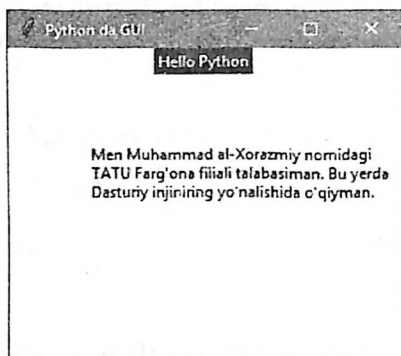 Python da GUI
Hello Python
Men Muhammad al-Xorazmiy nomidagi
TATU Farg'ona filiali talabasiman. Bu yerda
Dasturiy injiniring yo'nalishida o'qiyman.